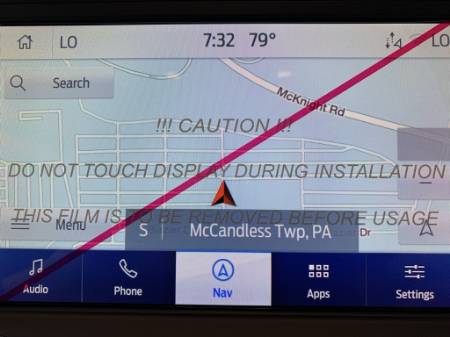 LO 7:32 79° LO
Search
McKnight Rd
!!! CAUTION !!!
DO NOT TOUCH DISPLAY DURING INSTALLATION
THIS FILM IS TO BE REMOVED BEFORE USAGE
Menu
S McCandless Twp, PA
Dr
Audio Phone Nav Apps Settings